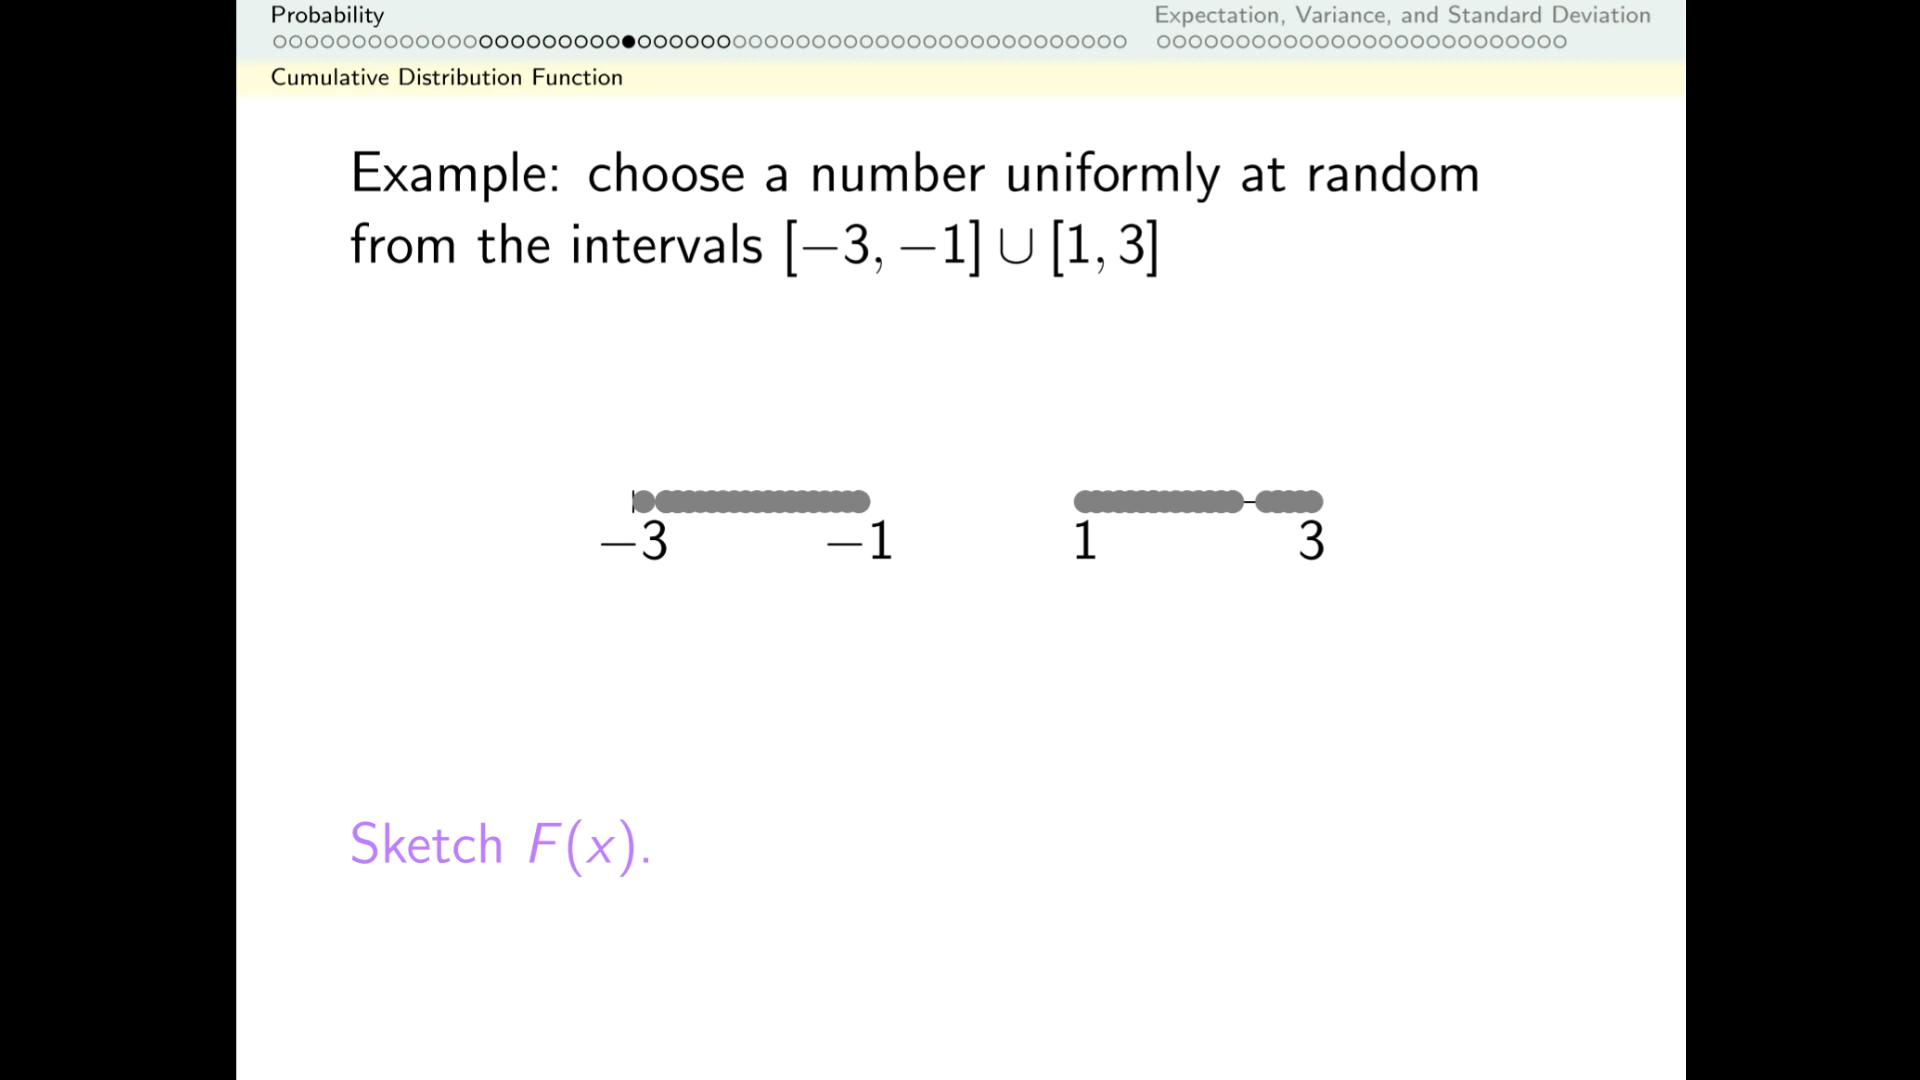 Probability
Expectation, Variance, and Standard Deviation
Cumulative Distribution Function
Example: choose a number uniformly at random
from the intervals [−3, −1] ∪ [1, 3]
−3 −1 1 3
Sketch F(x).